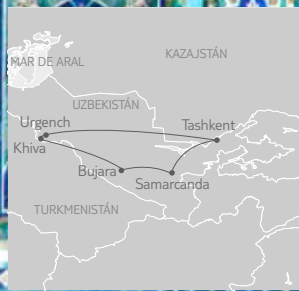 KAZAJSTÁN
MAR DE ARAL
UZBEKISTÁN
Urgench
Tashkent
Khiva
Bujara
Samarcanda
TURKMENISTÁN